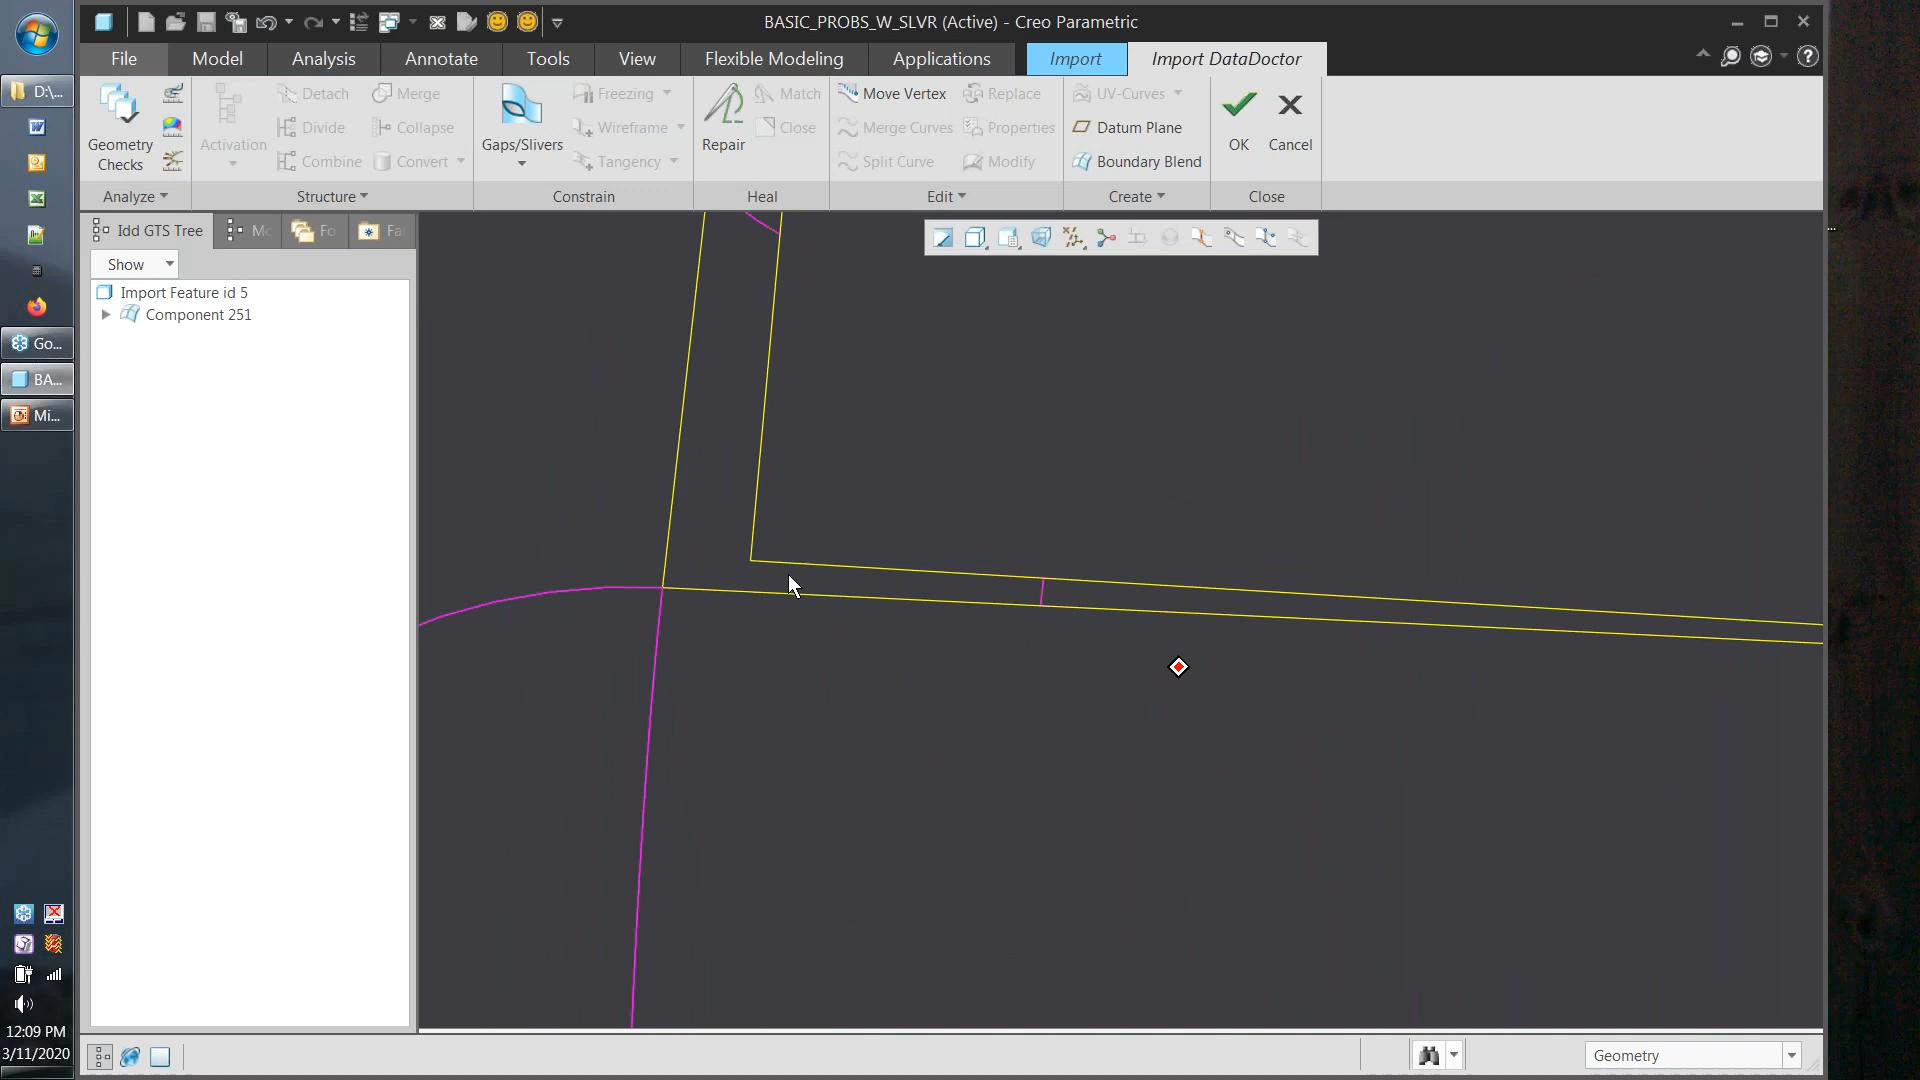 BASIC_PROBS_W_SLVR (Active) - Creo Parametric
File Model Analysis Annotate Tools View Flexible Modeling Applications Import Import DataDoctor
D:\...
Geometry Checks
Activation
Detach
Divide
Combine
Merge
Collapse
Convert
Gaps/Slivers
Freezing
Wireframe
Tangency
Repair
Match
Close
Move Vertex
Merge Curves
Split Curve
Replace
Properties
Modify
UV-Curves
Datum Plane
Boundary Blend
OK
Cancel
Analyze Structure Constrain Heal Edit Create Close
Idd GTS Tree Mo Fo Fa
Show
Import Feature id 5
Component 251
Go...
BA...
Mi...
12:09 PM
3/11/2020
Geometry